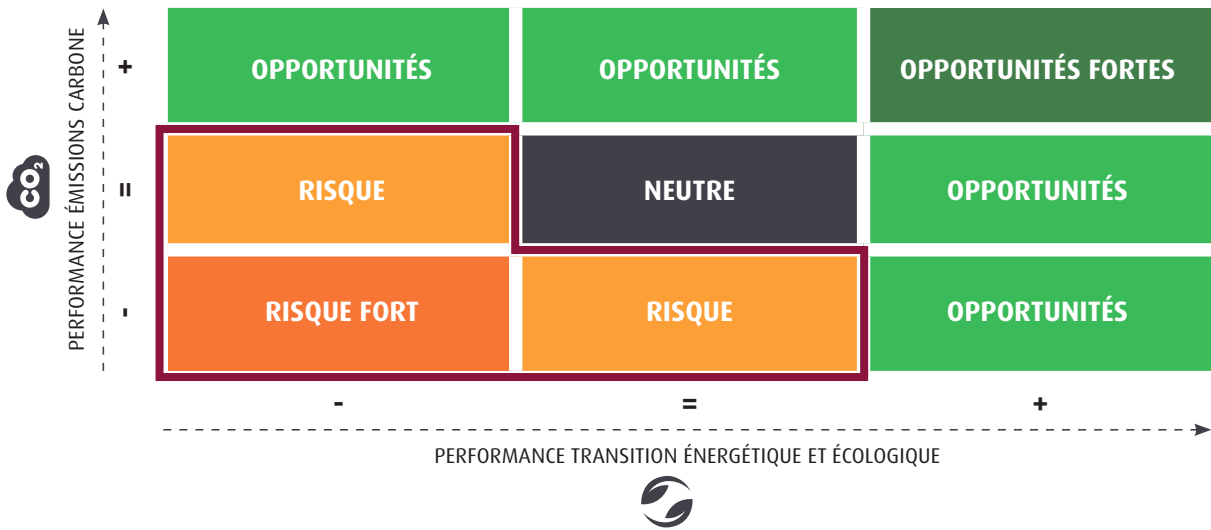 PERFORMANCE ÉMISSIONS CARBONE
CO2
+
OPPORTUNITÉS
OPPORTUNITÉS
OPPORTUNITÉS FORTES
=
RISQUE
NEUTRE
OPPORTUNITÉS
-
RISQUE FORT
RISQUE
OPPORTUNITÉS
-
=
+
PERFORMANCE TRANSITION ÉNERGÉTIQUE ET ÉCOLOGIQUE